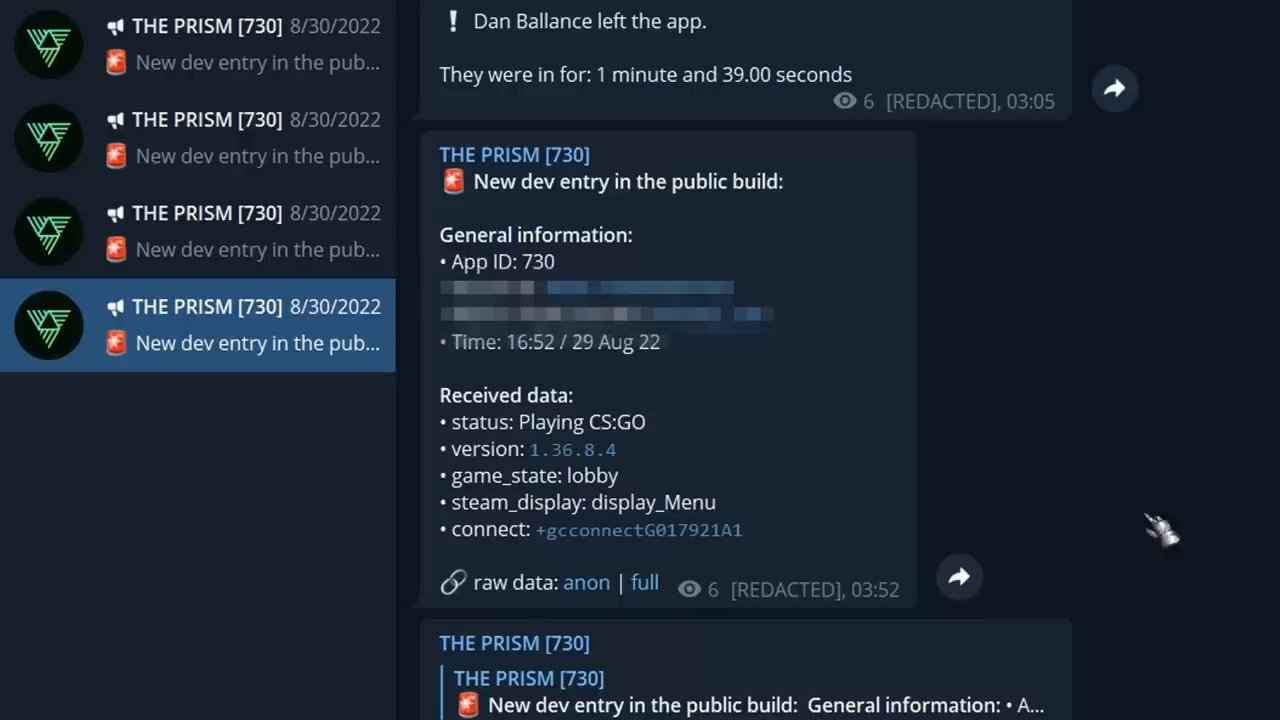 THE PRISM [730] 8/30/2022
New dev entry in the pub...
THE PRISM [730] 8/30/2022
New dev entry in the pub...
THE PRISM [730] 8/30/2022
New dev entry in the pub...
THE PRISM [730] 8/30/2022
New dev entry in the pub...
Dan Ballance left the app.
They were in for: 1 minute and 39.00 seconds
6 [REDACTED], 03:05
THE PRISM [730]
New dev entry in the public build:
General information:
• App ID: 730
• Time: 16:52 / 29 Aug 22
Received data:
• status: Playing CS:GO
• version: 1.36.8.4
• game_state: lobby
• steam_display: display_Menu
• connect: +gcconnectG017921A1
raw data: anon | full
6 [REDACTED], 03:52
THE PRISM [730]
THE PRISM [730]
New dev entry in the public build: General information: • A...